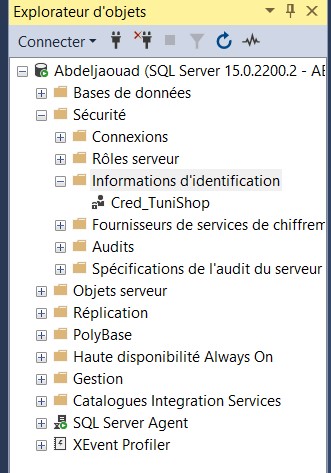 Explorateur d'objets
Connecter
Abdeljaouad (SQL Server 15.0.2200.2 - AB
Bases de données
Sécurité
Connexions
Rôles serveur
Informations d'identification
Cred_TuniShop
Fournisseurs de services de chiffrem
Audits
Spécifications de l'audit du serveur
Objets serveur
Réplication
PolyBase
Haute disponibilité Always On
Gestion
Catalogues Integration Services
SQL Server Agent
XEvent Profiler